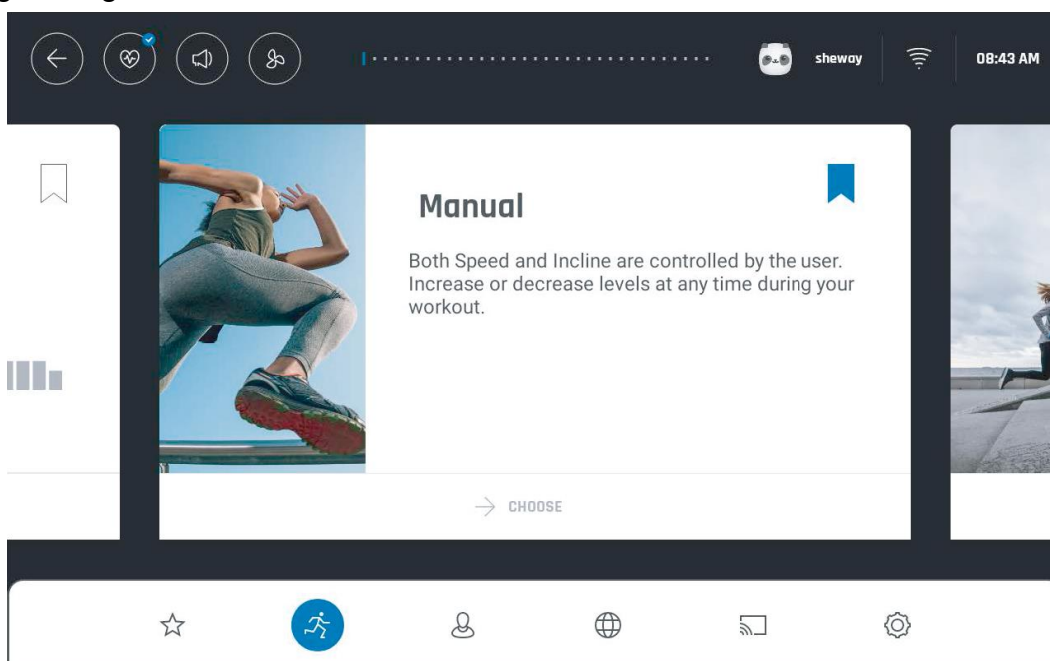 sheway
08:43 AM
Manual
Both Speed and Incline are controlled by the user.
Increase or decrease levels at any time during your
workout.
CHOOSE